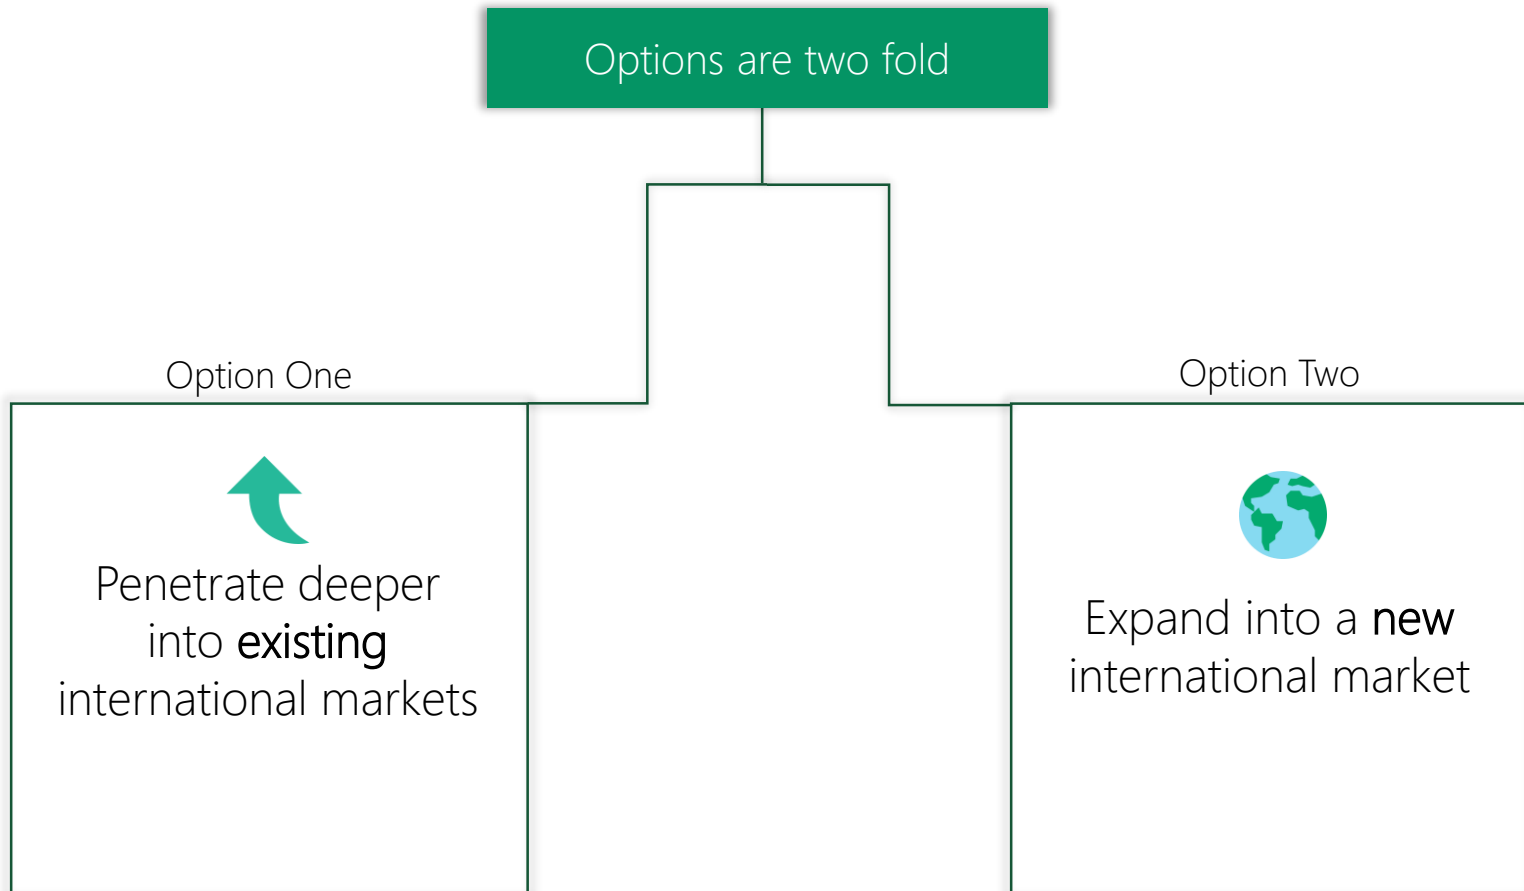 Options are two fold
Option One
Penetrate deeper
into existing
international markets
Option Two
Expand into a new
international market